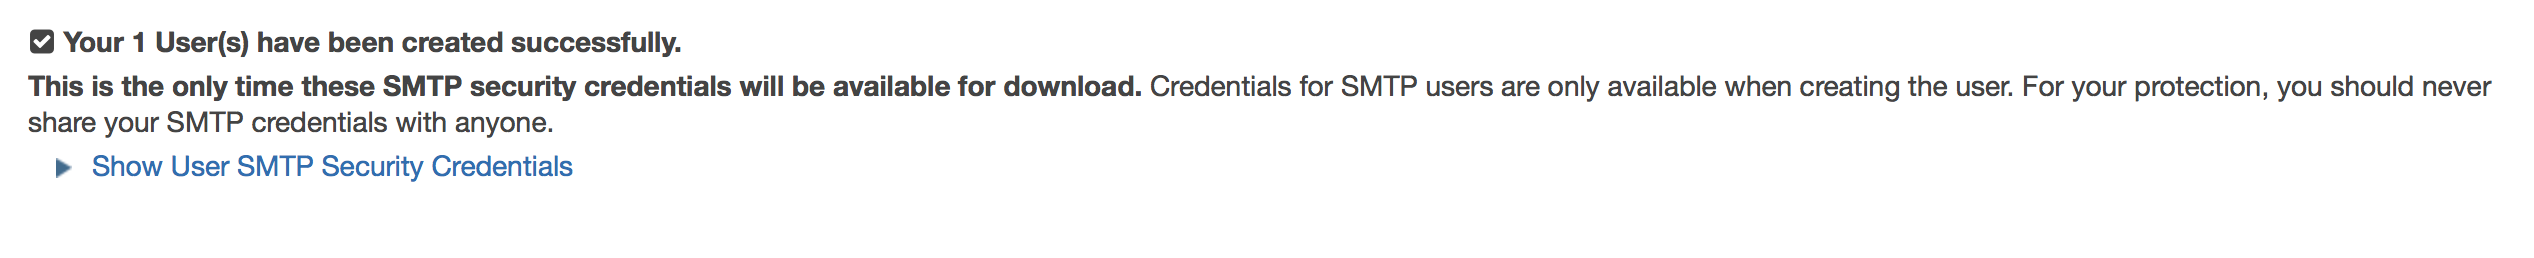 Your 1 User(s) have been created successfully.
This is the only time these SMTP security credentials will be available for download. Credentials for SMTP users are only available when creating the user. For your protection, you should never
share your SMTP credentials with anyone.
Show User SMTP Security Credentials